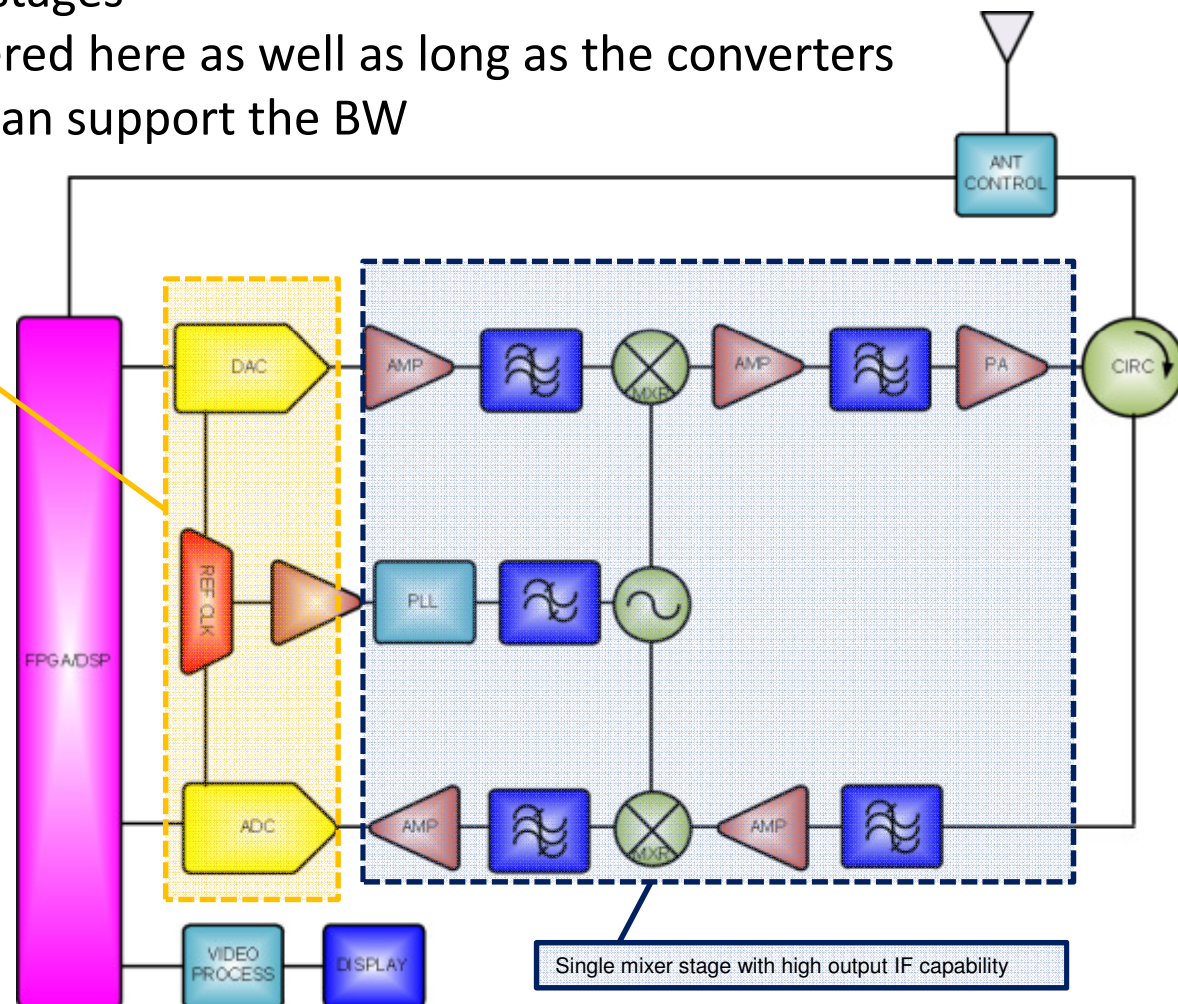 stages
ered here as well as long as the converters
an support the BW
ANT
CONTROL
DAC
AMP
MXR
AMP
PA
CIRC
REF CLK
PLL
FPGA/DSP
ADC
AMP
MXR
AMP
VIDEO
PROCESS
DISPLAY
Single mixer stage with high output IF capability